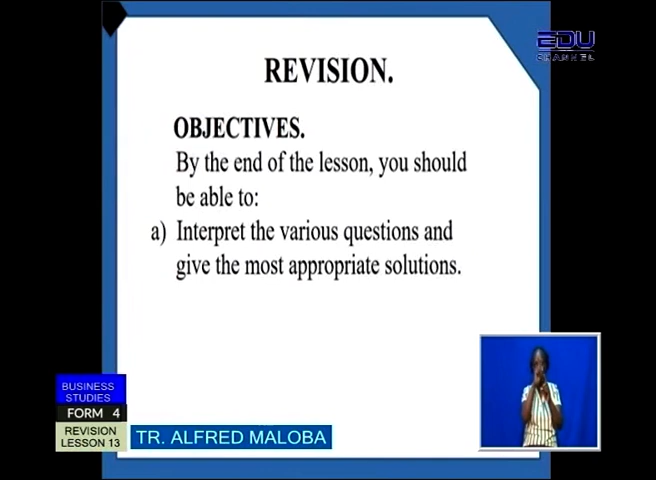 EDU
CHANNEL
REVISION.
OBJECTIVES.
By the end of the lesson, you should
be able to:
a) Interpret the various questions and
give the most appropriate solutions.
BUSINESS
STUDIES
FORM 4
REVISION
LESSON 13
TR. ALFRED MALOBA